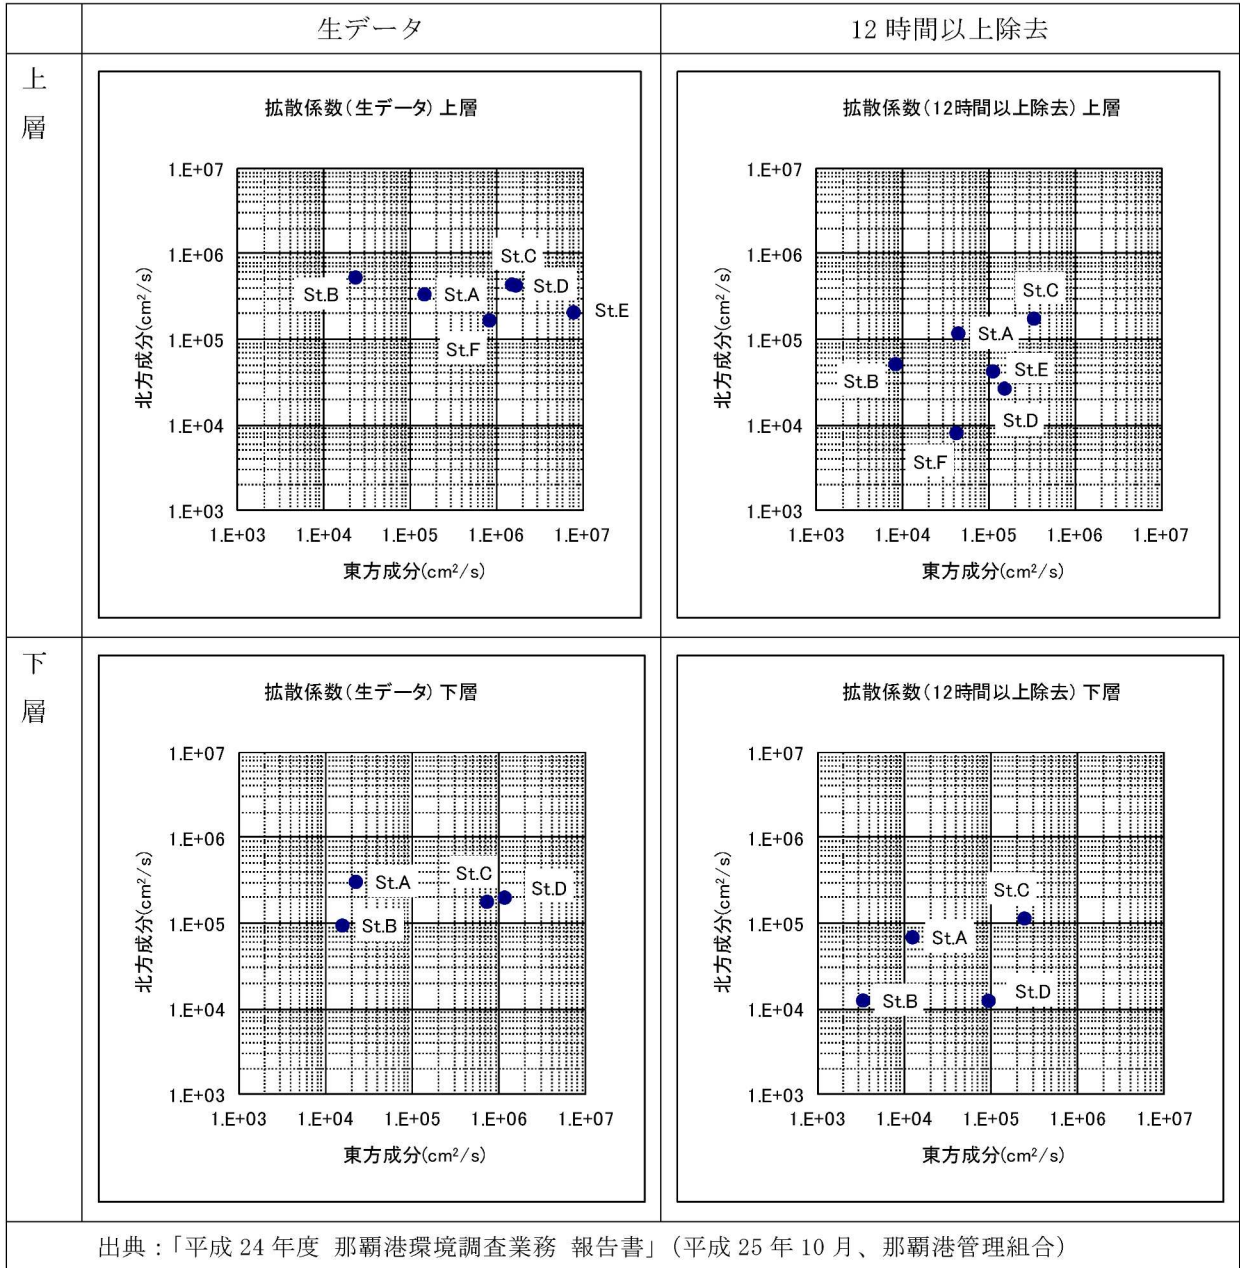 生データ
12時間以上除去
上層
拡散係数(生データ) 上層
1.E+07
1.E+06
1.E+05
1.E+04
1.E+03
北方成分(cm²/s)
St.C
St.B
St.A
St.D
St.E
St.F
1.E+03 1.E+04 1.E+05 1.E+06 1.E+07
東方成分(cm²/s)
拡散係数(12時間以上除去) 上層
1.E+07
1.E+06
1.E+05
1.E+04
1.E+03
北方成分(cm²/s)
St.C
St.A
St.E
St.B
St.D
St.F
1.E+03 1.E+04 1.E+05 1.E+06 1.E+07
東方成分(cm²/s)
下層
拡散係数(生データ) 下層
1.E+07
1.E+06
1.E+05
1.E+04
1.E+03
北方成分(cm²/s)
St.C
St.A
St.D
St.B
1.E+03 1.E+04 1.E+05 1.E+06 1.E+07
東方成分(cm²/s)
拡散係数(12時間以上除去) 下層
1.E+07
1.E+06
1.E+05
1.E+04
1.E+03
北方成分(cm²/s)
St.C
St.A
St.D
St.B
1.E+03 1.E+04 1.E+05 1.E+06 1.E+07
東方成分(cm²/s)
出典:「平成24年度 那覇港環境調査業務 報告書」(平成25年10月、那覇港管理組合)